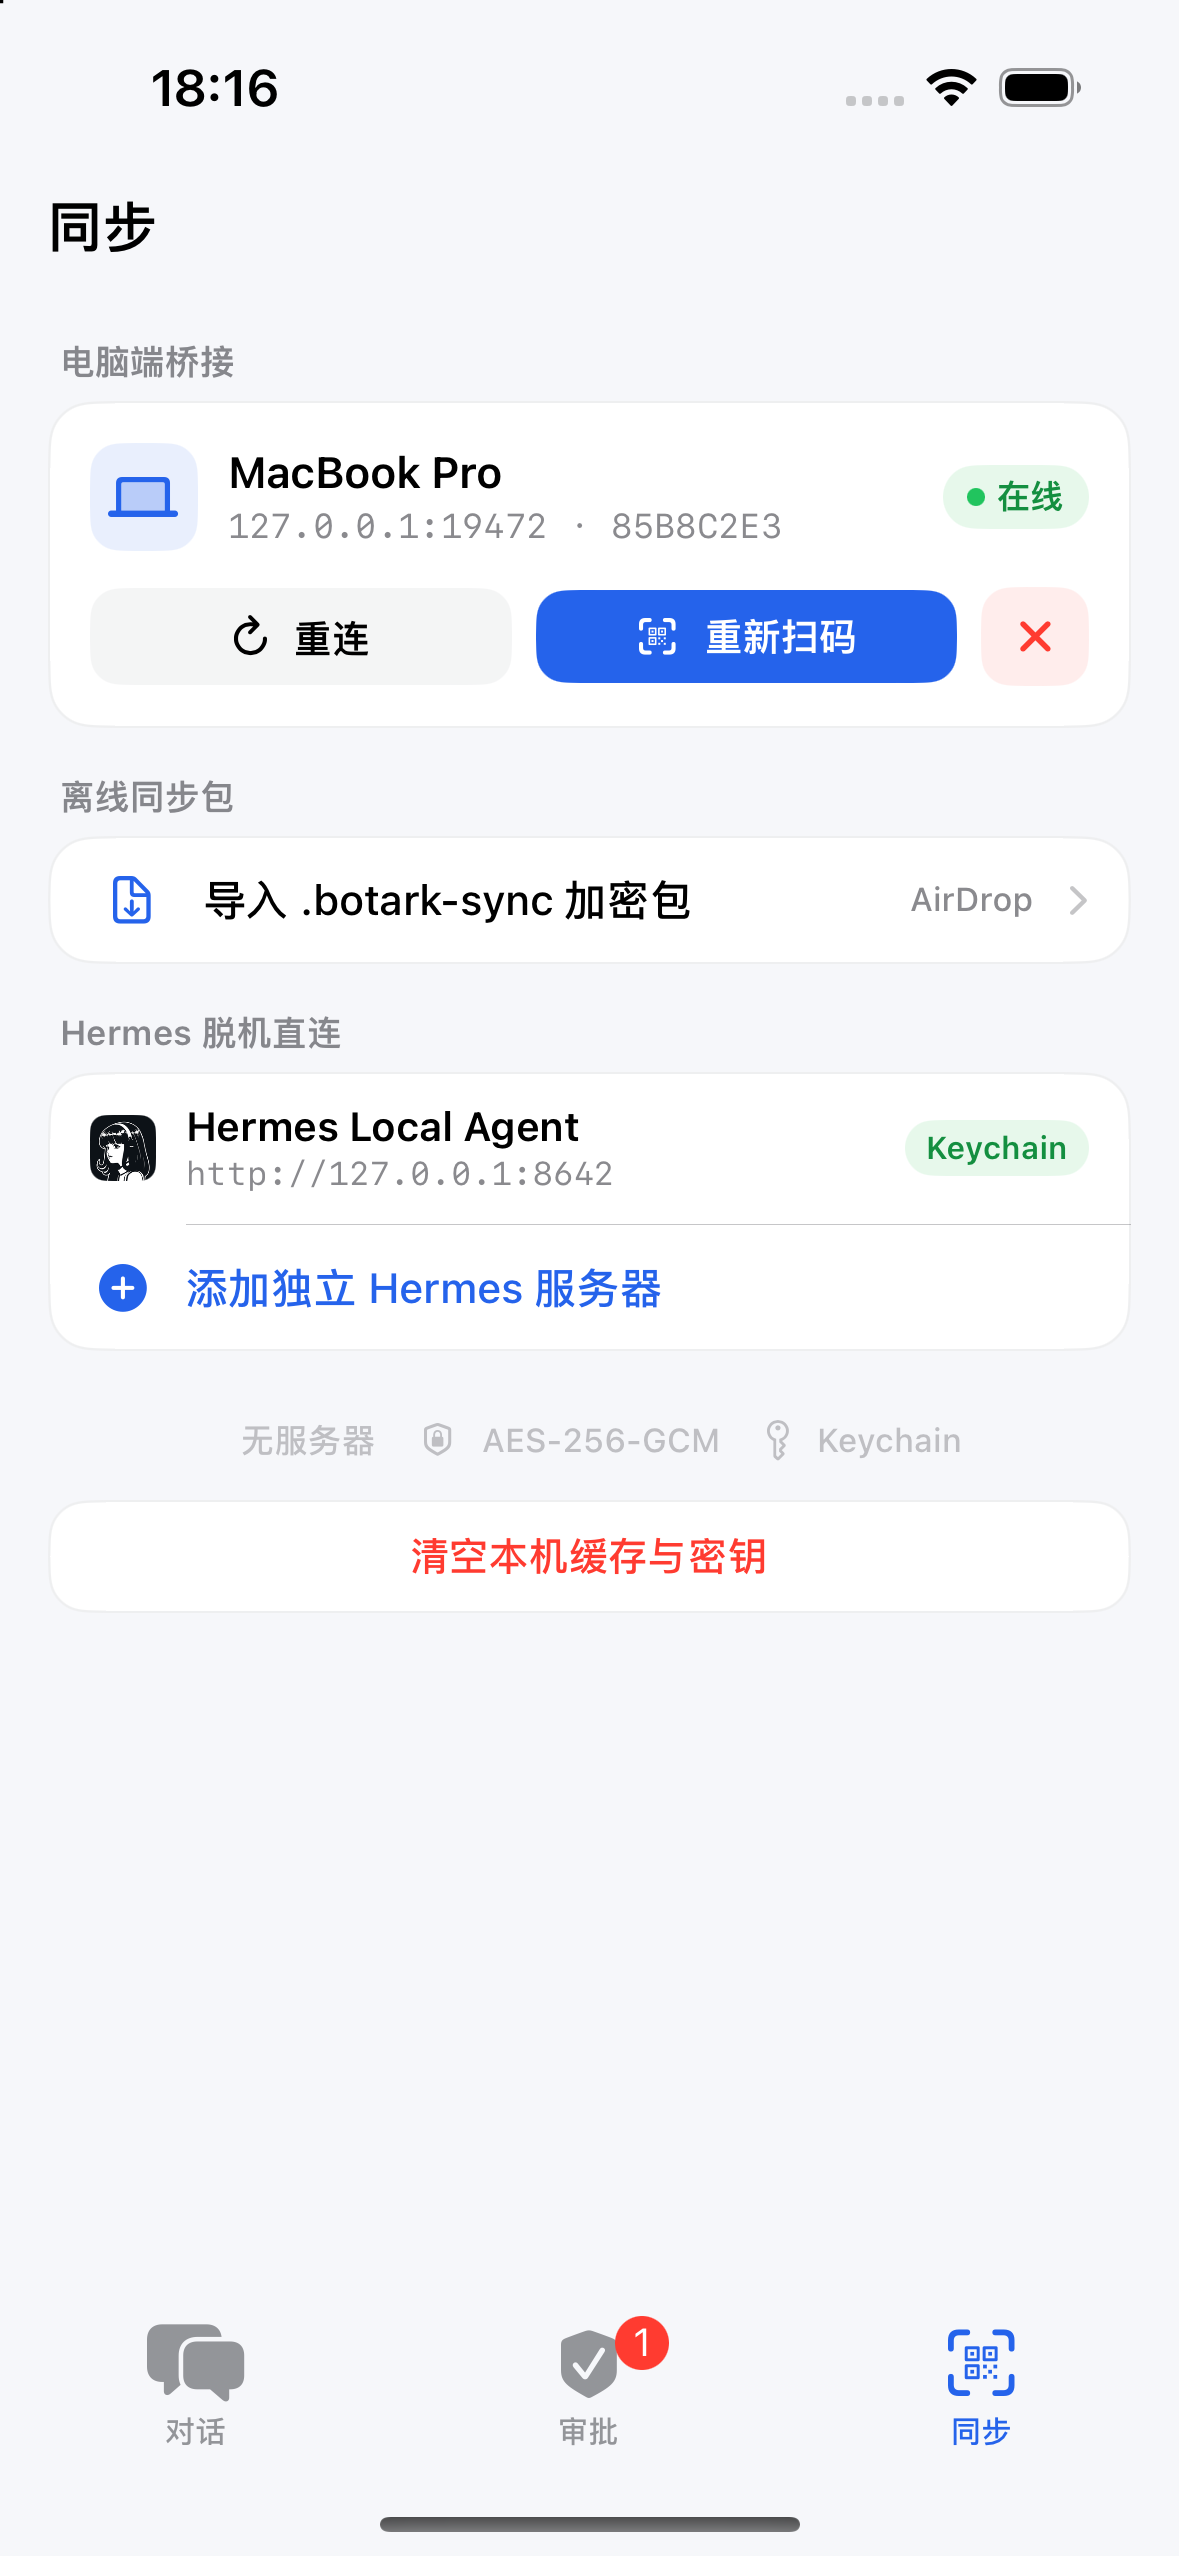 18:16
同步
电脑端桥接
MacBook Pro
127.0.0.1:19472 · 85B8C2E3
在线
重连
重新扫码
离线同步包
导入 .botark-sync 加密包
AirDrop
Hermes 脱机直连
Hermes Local Agent
http://127.0.0.1:8642
Keychain
添加独立 Hermes 服务器
无服务器 AES-256-GCM Keychain
清空本机缓存与密钥
1
对话
审批
同步